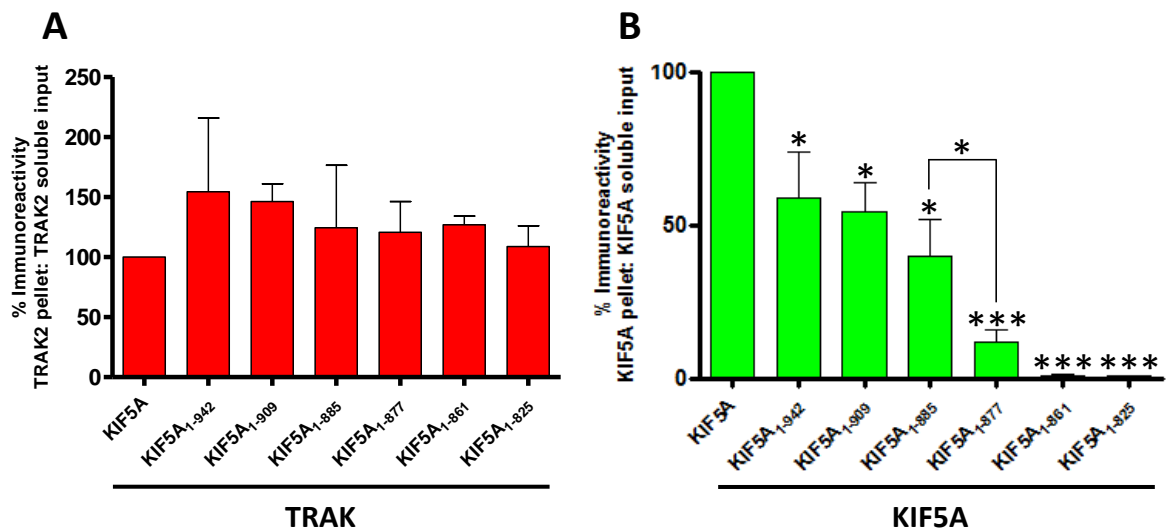 A
% Immunoreactivity
TRAK2 pellet: TRAK2 soluble input
250
200
150
100
50
0
KIF5A
KIF5A1-942
KIF5A1-909
KIF5A1-885
KIF5A1-877
KIF5A1-861
KIF5A1-825
TRAK
B
% Immunoreactivity
KIF5A pellet: KIF5A soluble input
100
50
0
*
*
*
*
***
***
***
KIF5A
KIF5A1-942
KIF5A1-909
KIF5A1-885
KIF5A1-877
KIF5A1-861
KIF5A1-825
KIF5A